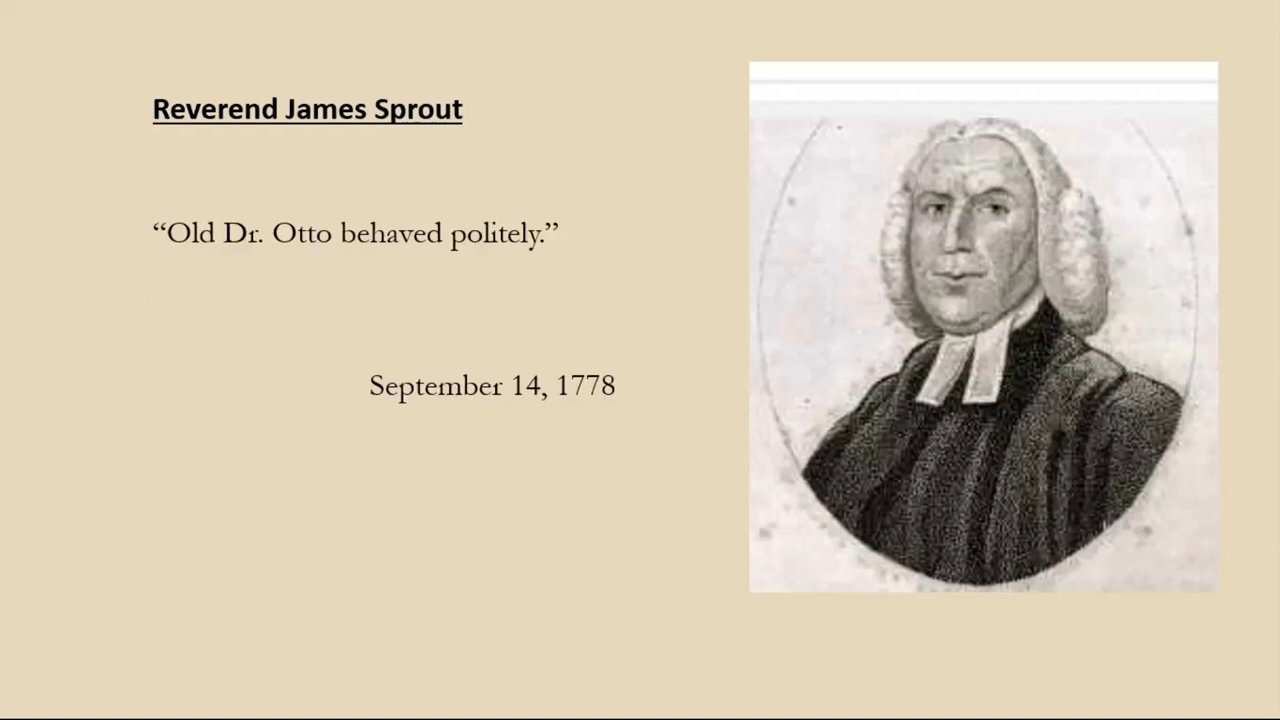 Reverend James Sprout
“Old Dr. Otto behaved politely.”
September 14, 1778